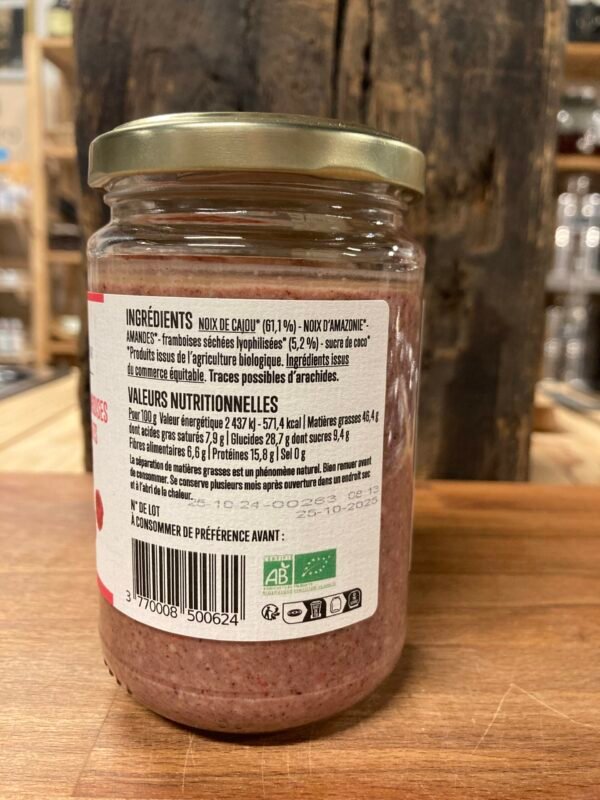 INGRÉDIENTS NOIX DE CAJOU* (61,1%) - NOIX D'AMAZONIE* -
AMANDES* - framboises séchées lyophilisées* (5,2%) - sucre de coco*
*Produits issus de l'agriculture biologique. Ingrédients issus
du commerce équitable. Traces possibles d'arachides.
VALEURS NUTRITIONNELLES
Pour 100 g Valeur énergétique 2 437 kJ - 571,4 kcal | Matières grasses 46,4 g
dont acides gras saturés 7,9 g | Glucides 28,7 g dont sucres 9,4 g
Fibres alimentaires 6,6 g | Protéines 15,8 g | Sel 0 g
La séparation de matières grasses est un phénomène naturel. Bien remuer avant
de consommer. Se conserve plusieurs mois après ouverture dans un endroit sec
et à l'abri de la chaleur.
25-10 24-00263 08:13
25-10-2025
N° DE LOT
À CONSOMMER DE PRÉFÉRENCE AVANT :
CERTIFIÉ
AB
3 770008 500624